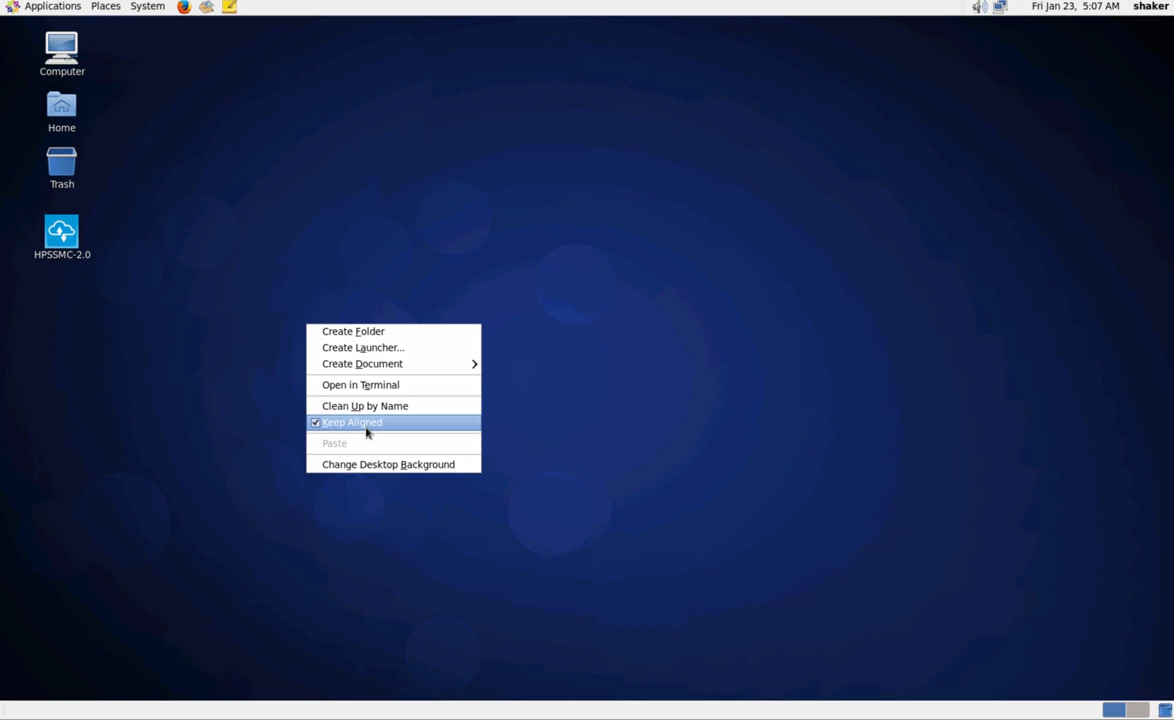 Applications Places System Fri Jan 23, 5:07 AM shaker
Computer
Home
Trash
HPSSMC-2.0
Create Folder
Create Launcher...
Create Document
Open in Terminal
Clean Up by Name
Keep Aligned
Paste
Change Desktop Background